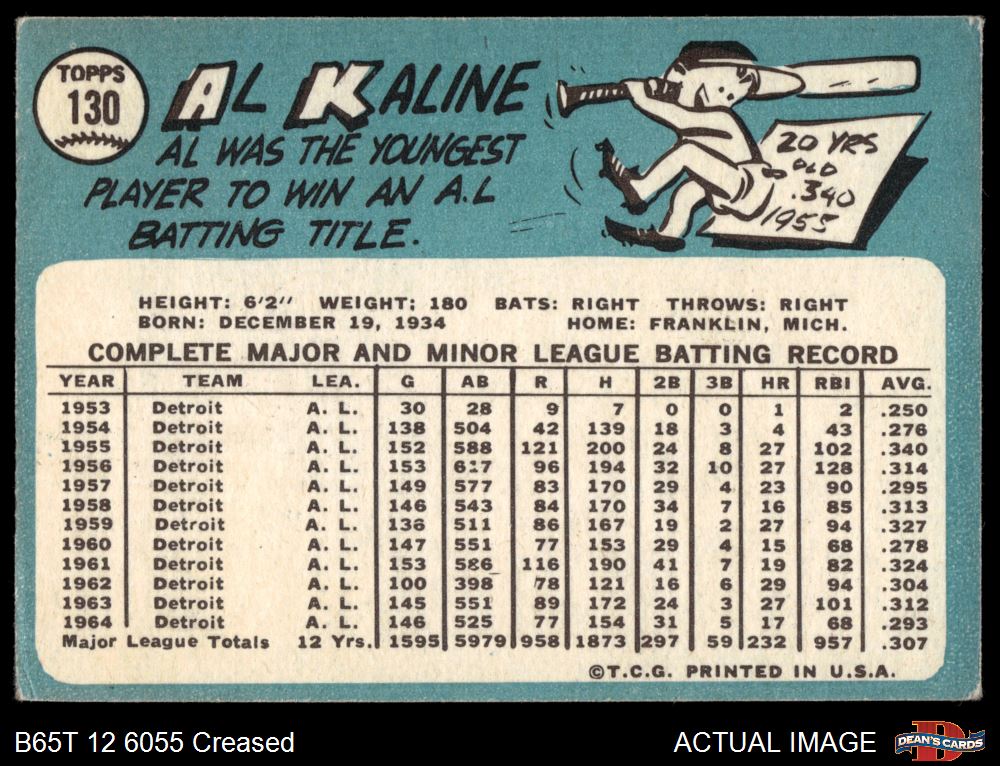 TOPPS
130
AL KALINE
AL WAS THE YOUNGEST
PLAYER TO WIN AN A.L
BATTING TITLE.
20 YRS
OLD
.340
1955
HEIGHT: 6'2" WEIGHT; 180 BATS: RIGHT THROWS: RIGHT
BORN: DECEMBER 19, 1934 HOME: FRANKLIN, MICH.
COMPLETE MAJOR AND MINOR LEAGUE BATTING RECORD
YEAR TEAM LEA. G AB R H 2B 3B HR RBI AVG.
1953 Detroit A. L. 30 28 9 7 0 0 1 2 .250
1954 Detroit A. L. 138 504 42 139 18 3 4 43 .276
1955 Detroit A. L. 152 588 121 200 24 8 27 102 .340
1956 Detroit A. L. 153 617 96 194 32 10 27 128 .314
1957 Detroit A. L. 149 577 83 170 29 4 23 90 .295
1958 Detroit A. L. 146 543 84 170 34 7 16 85 .313
1959 Detroit A. L. 136 511 86 167 19 2 27 94 .327
1960 Detroit A. L. 147 551 77 153 29 4 15 68 .278
1961 Detroit A. L. 153 586 116 190 41 7 19 82 .324
1962 Detroit A. L. 100 398 78 121 16 6 29 94 .304
1963 Detroit A. L. 145 551 89 172 24 3 27 101 .312
1964 Detroit A. L. 146 525 77 154 31 5 17 68 .293
Major League Totals 12 Yrs. 1595 5979 958 1873 297 59 232 957 .307
©T.C.G. PRINTED IN U.S.A.
B65T 12 6055 Creased
ACTUAL IMAGE
DEAN'S CARDS